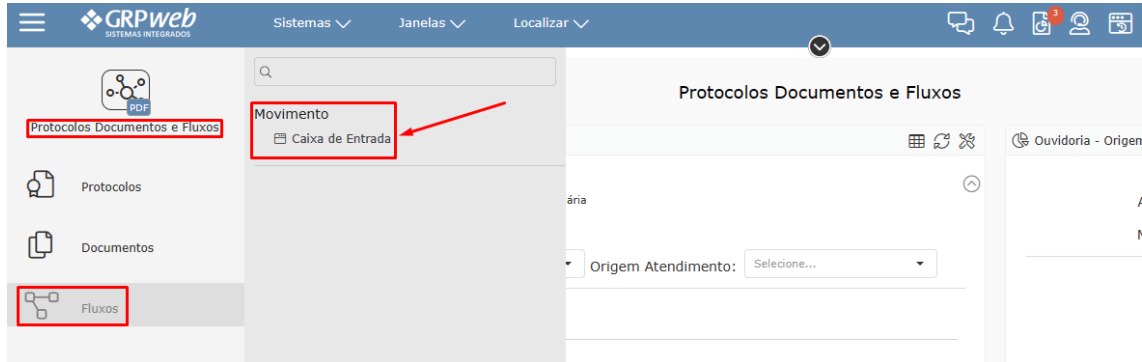 GRPweb
SISTEMAS INTEGRADOS
Sistemas
Janelas
Localizar
3
PDF
Protocolos Documentos e Fluxos
Protocolos
Documentos
Fluxos
Movimento
Caixa de Entrada
Protocolos Documentos e Fluxos
ária
Origem Atendimento:
Selecione...
Ouvidoria - Origem